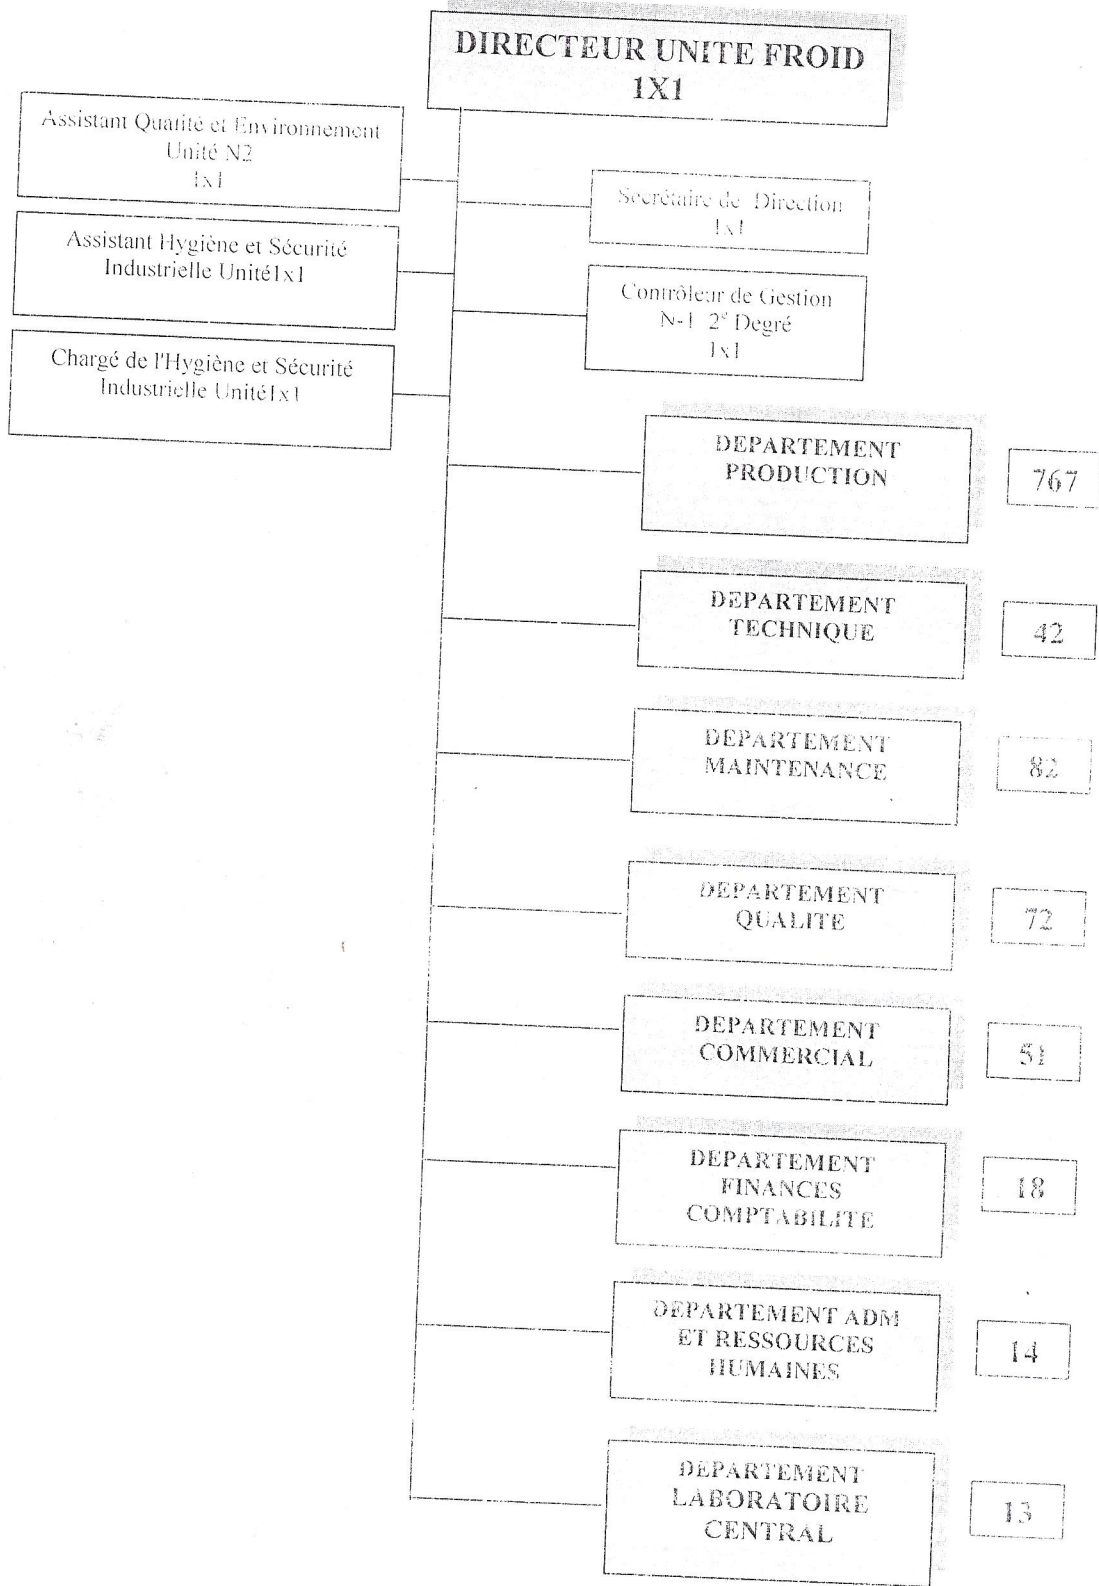 DIRECTEUR UNITE FROID
1X1
Assistant Qualité et Environnement
Unité N2
1x1
Secrétaire de Direction
1x1
Assistant Hygiène et Sécurité
Industrielle Unité1x1
Contrôleur de Gestion
N-1 2e Degré
1x1
Chargé de l'Hygiène et Sécurité
Industrielle Unité1x1
DEPARTEMENT
PRODUCTION
767
DEPARTEMENT
TECHNIQUE
42
DEPARTEMENT
MAINTENANCE
82
DEPARTEMENT
QUALITE
72
DEPARTEMENT
COMMERCIAL
51
DEPARTEMENT
FINANCES
COMPTABILITE
18
DEPARTEMENT ADM
ET RESSOURCES
HUMAINES
14
DEPARTEMENT
LABORATOIRE
CENTRAL
13